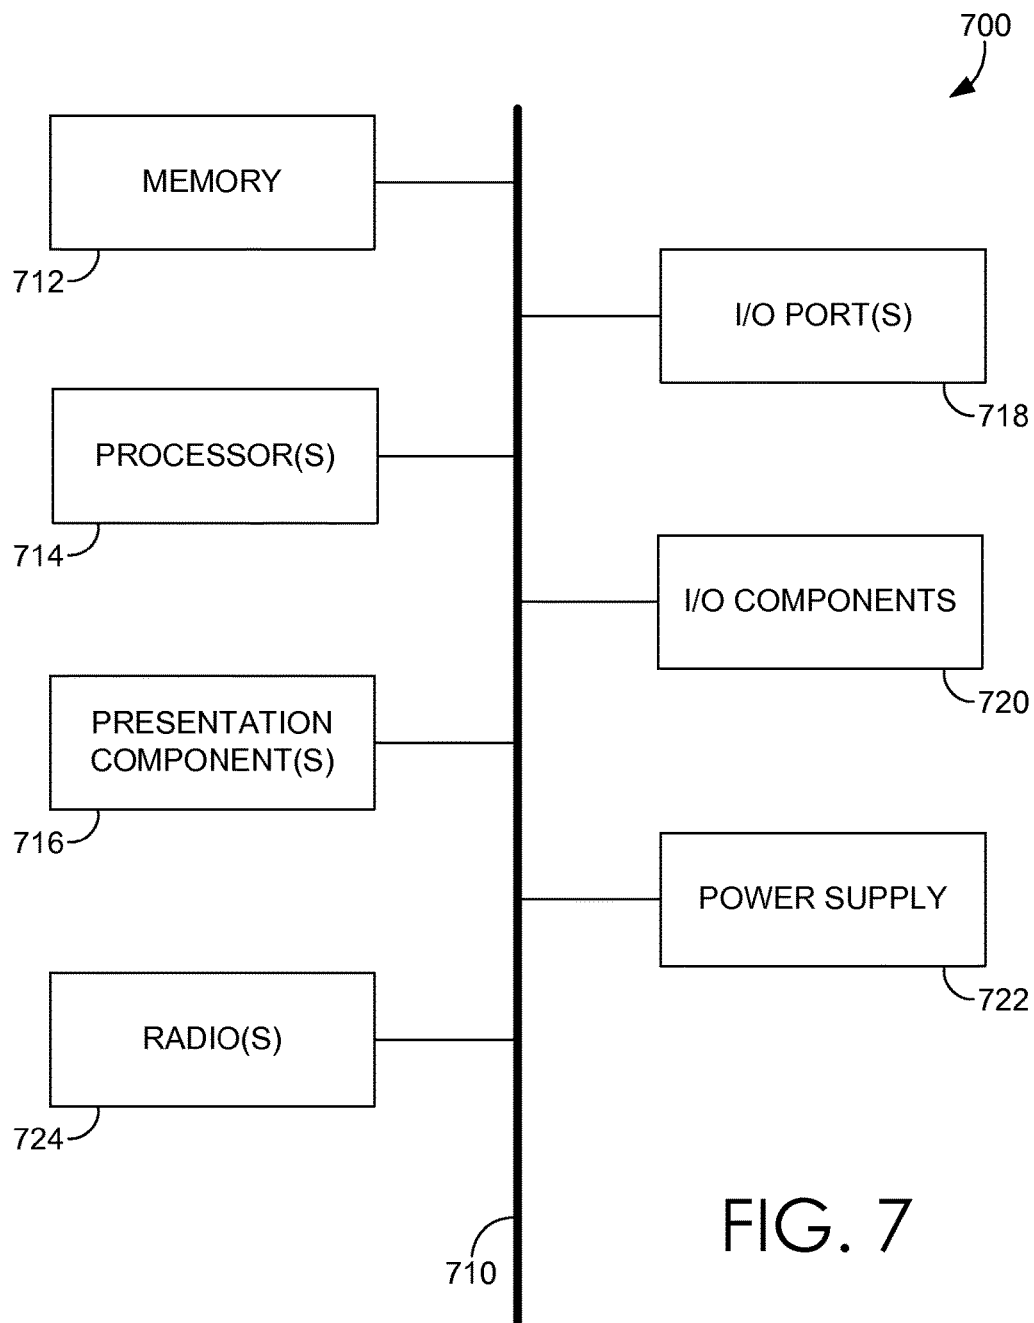 700
MEMORY
712
I/O PORT(S)
718
PROCESSOR(S)
714
I/O COMPONENTS
720
PRESENTATION
COMPONENT(S)
716
POWER SUPPLY
722
RADIO(S)
724
710
FIG. 7